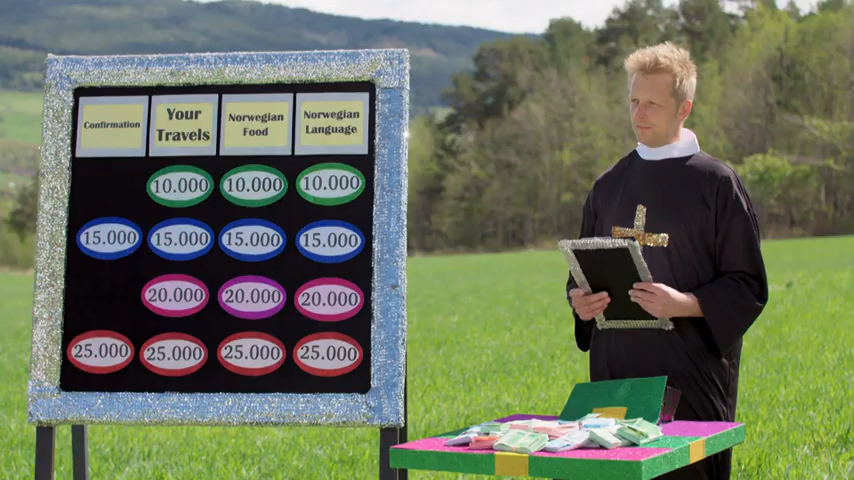 Confirmation
Your
Travels
Norwegian
Food
Norwegian
Language
10.000 10.000 10.000
15.000 15.000 15.000 15.000
20.000 20.000 20.000
25.000 25.000 25.000 25.000